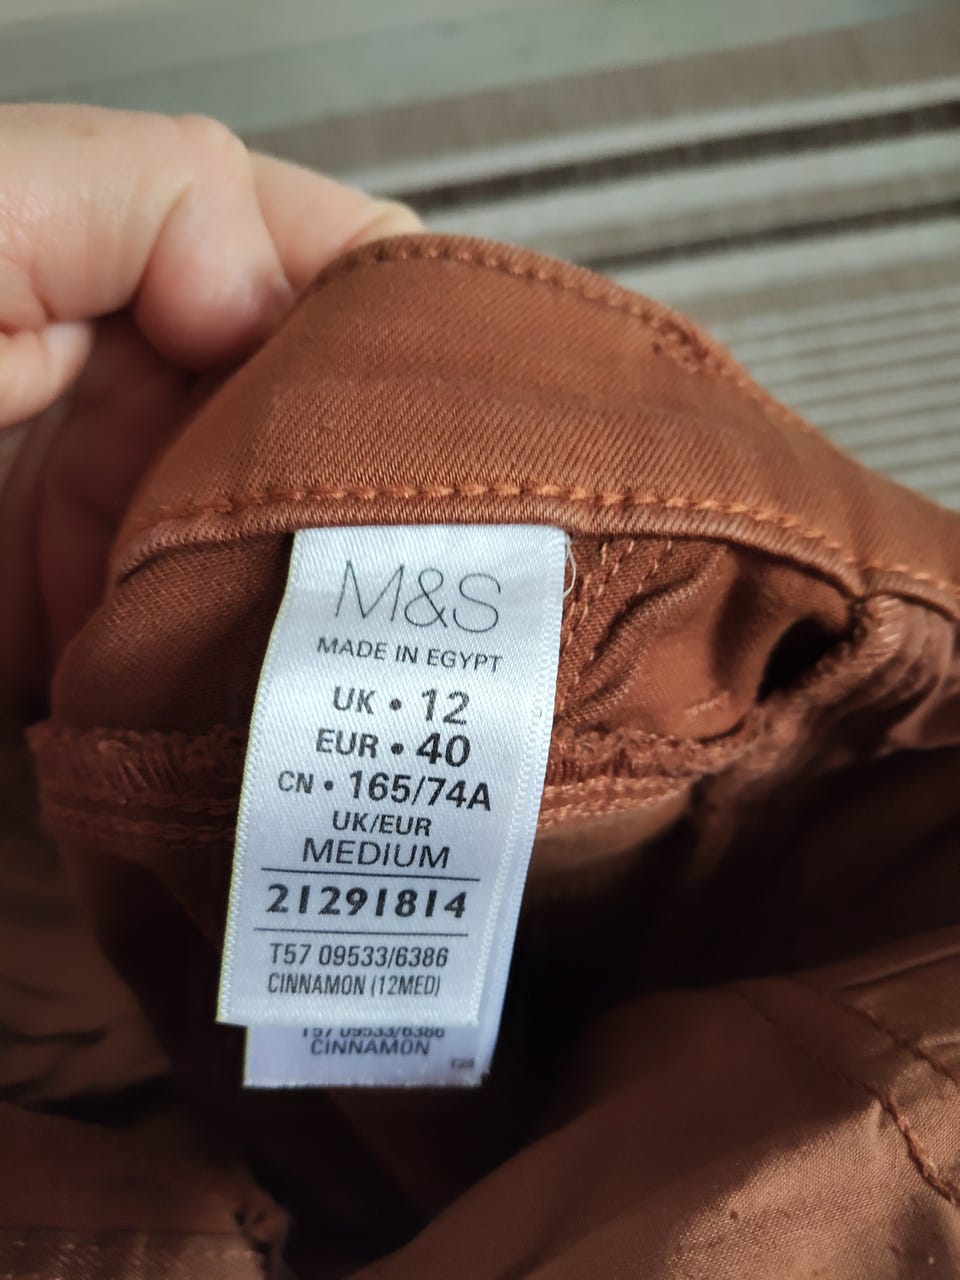 M&S
MADE IN EGYPT
UK • 12
EUR • 40
CN • 165/74A
UK/EUR
MEDIUM
21291814
T57 09533/6386
CINNAMON (12MED)
T57 09533/6386
CINNAMON